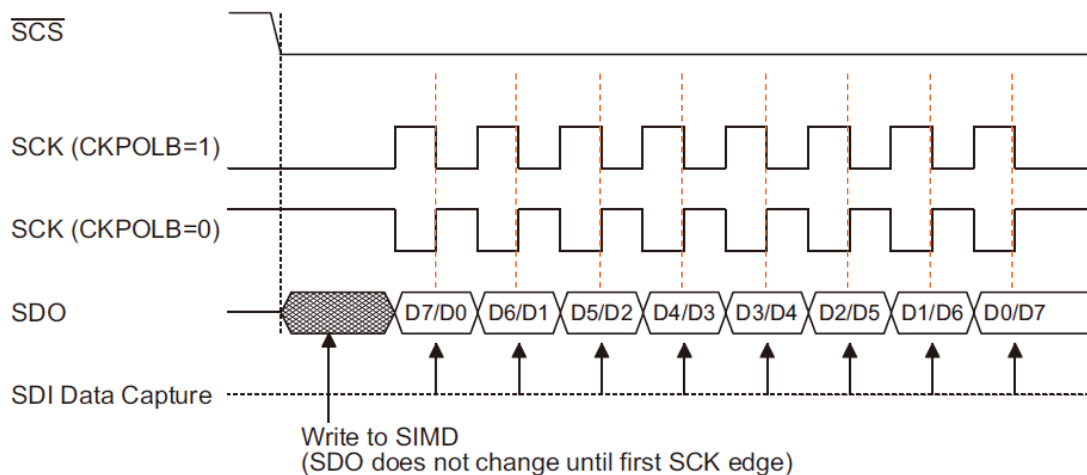 SCS
SCK (CKPOLB=1)
SCK (CKPOLB=0)
SDO
D7/D0 D6/D1 D5/D2 D4/D3 D3/D4 D2/D5 D1/D6 D0/D7
SDI Data Capture
Write to SIMD
(SDO does not change until first SCK edge)